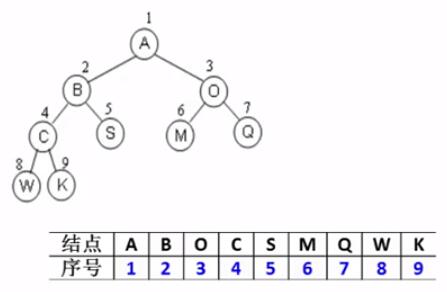 1
A
2 3
B O
4 5 6 7
C S M Q
8 9
W K
结点 A B O C S M Q W K
序号 1 2 3 4 5 6 7 8 9